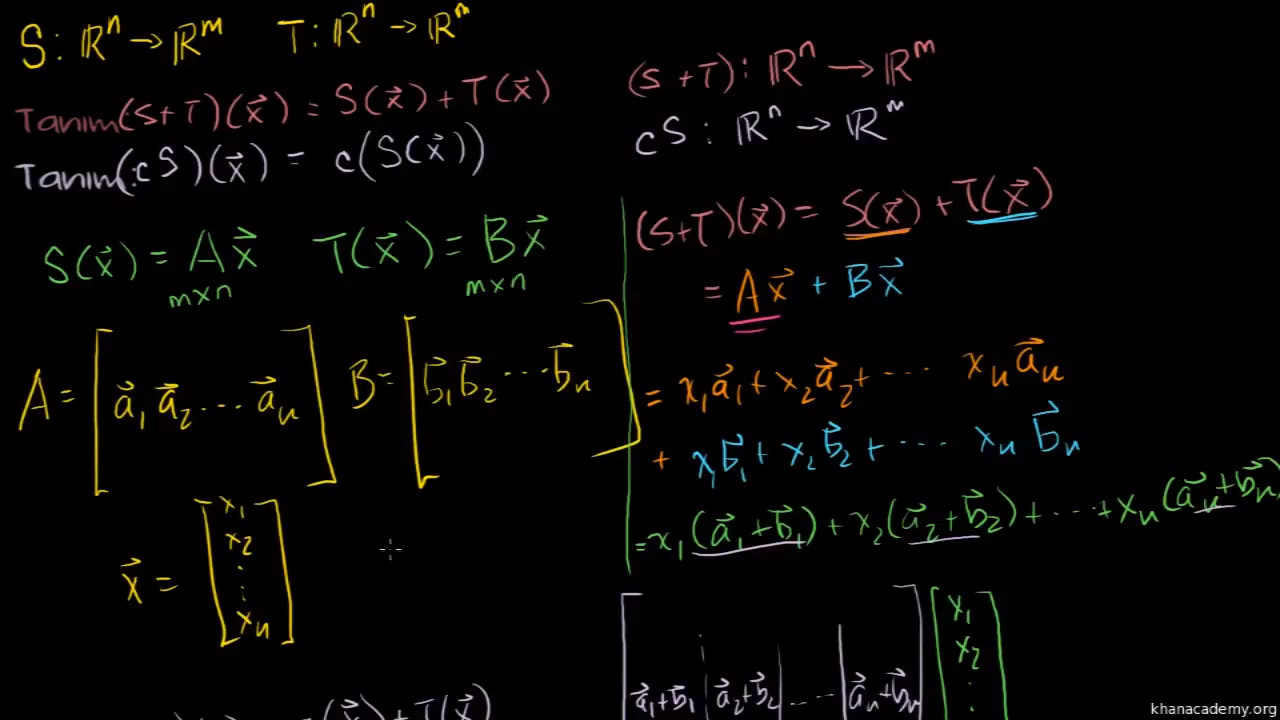 S: ℝⁿ → ℝᵐ T: ℝⁿ → ℝᵐ
Tanım:(S+T)(x⃗) = S(x⃗) + T(x⃗)
Tanım:(cS)(x⃗) = c(S(x⃗))
S(x⃗) = Ax⃗ T(x⃗) = Bx⃗
m×n m×n
A = [a⃗₁ a⃗₂ ... a⃗ₙ] B = [b⃗₁ b⃗₂ ... b⃗ₙ]
x⃗ = [x₁
x₂
⋮
xₙ]
(S + T): ℝⁿ → ℝᵐ
cS: ℝⁿ → ℝᵐ
(S+T)(x⃗) = S(x⃗) + T(x⃗)
= Ax⃗ + Bx⃗
= x₁a⃗₁ + x₂a⃗₂ + ... xₙa⃗ₙ
+ x₁b⃗₁ + x₂b⃗₂ + ... xₙb⃗ₙ
= x₁(a⃗₁+b⃗₁) + x₂(a⃗₂+b⃗₂) + ... + xₙ(a⃗ₙ+b⃗ₙ)
[a⃗₁+b⃗₁ | a⃗₂+b⃗₂ | ... | a⃗ₙ+b⃗ₙ] [x₁
x₂
⋮
(x⃗) + T(x⃗)
khanacademy.org